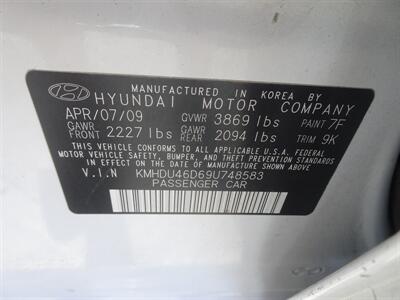 MANUFACTURED IN KOREA BY
HYUNDAI MOTOR COMPANY
APR/07/09 GVWR 3869 lbs PAINT 7F
GAWR FRONT 2227 lbs GAWR REAR 2094 lbs TRIM 9K
THIS VEHICLE CONFORMS TO ALL APPLICABLE U.S.A. FEDERAL
MOTOR VEHICLE SAFETY, BUMPER, AND THEFT PREVENTION STANDARDS
IN EFFECT ON THE DATE OF MANUFACTURE SHOWN ABOVE.
V.I.N KMHDU46D69U748583
PASSENGER CAR